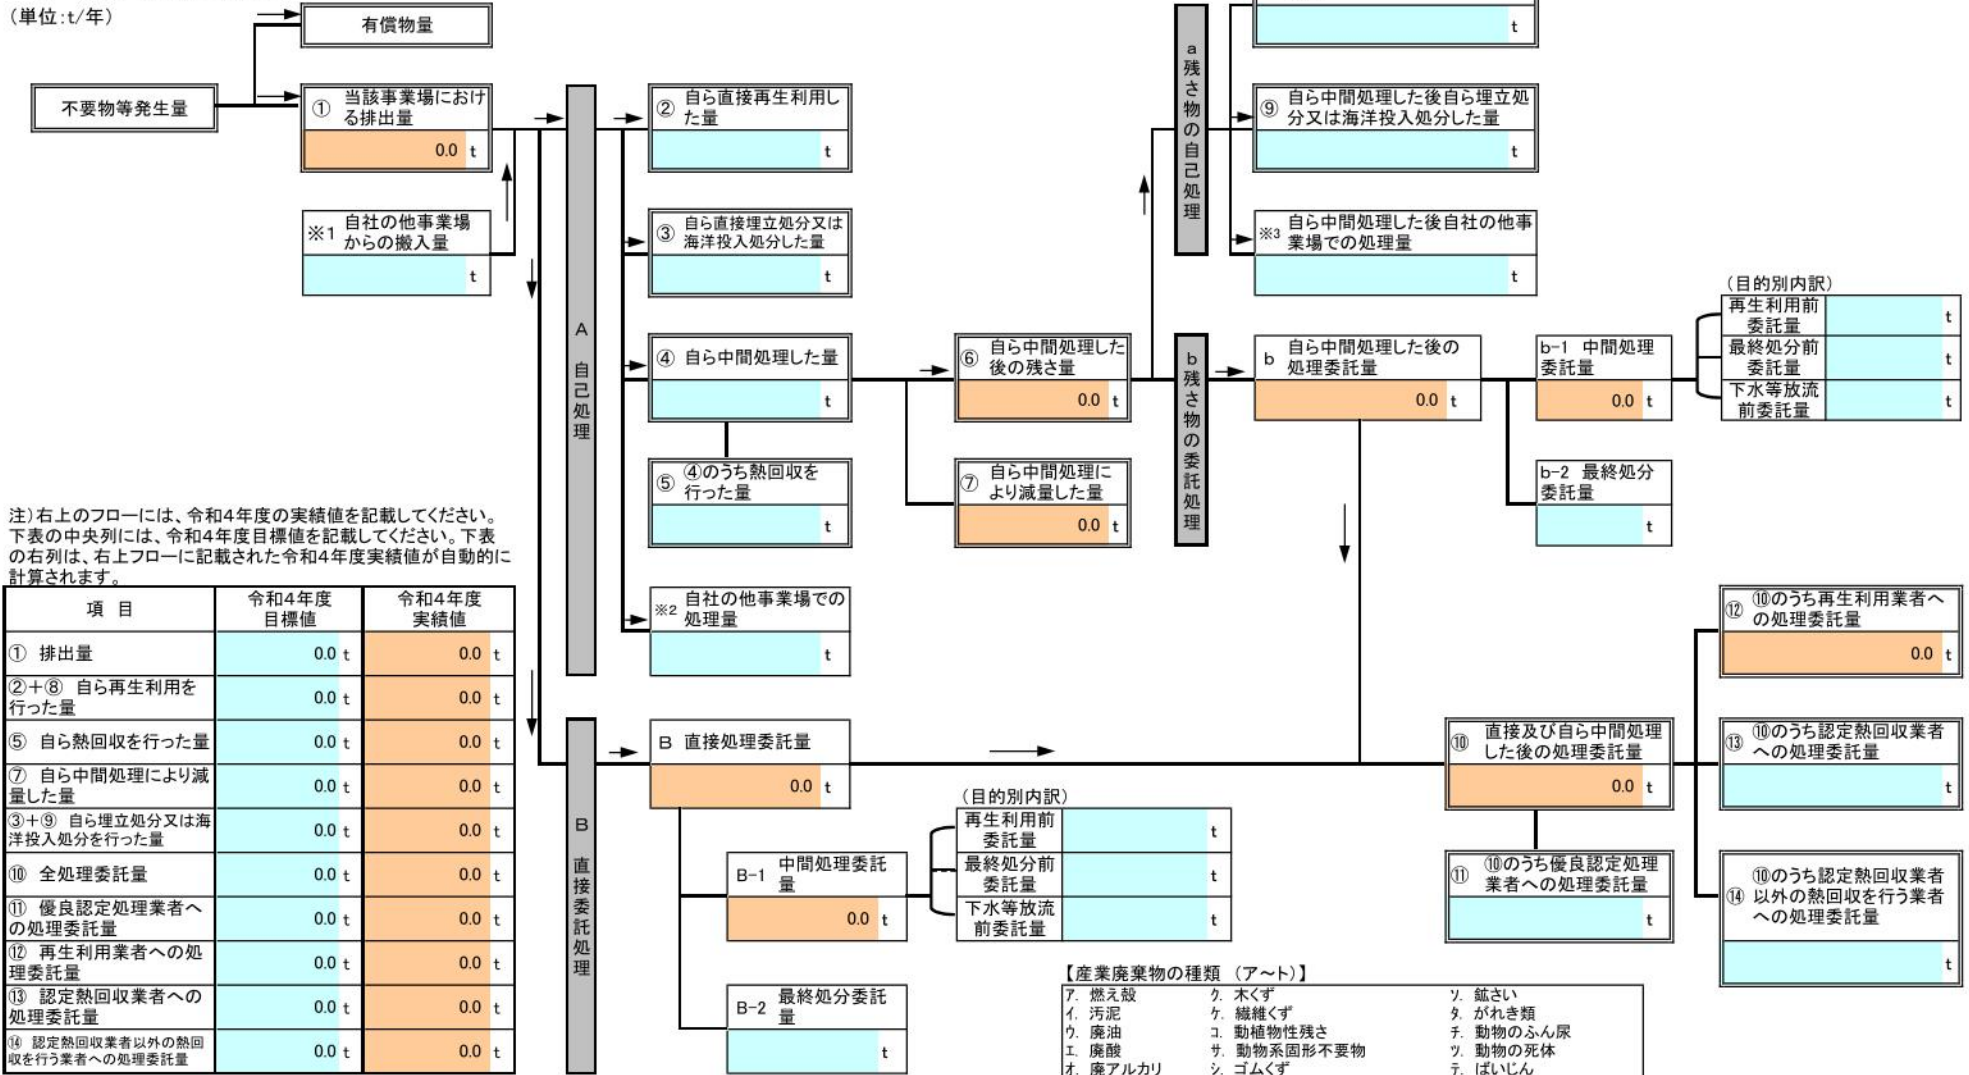 (単位:t/年)
有償物量
不要物等発生量
① 当該事業場におけ
る排出量
0.0 t
※1 自社の他事業場
からの搬入量
t
A 自己処理
② 自ら直接再生利用し
た量
t
③ 自ら直接埋立処分又は
海洋投入処分した量
t
④ 自ら中間処理した量
t
⑤ ④のうち熱回収を
行った量
t
※2 自社の他事業場での
処理量
t
⑥ 自ら中間処理した
後の残さ量
0.0 t
⑦ 自ら中間処理に
より減量した量
0.0 t
a 残さ物の自己処理
t
⑨ 自ら中間処理した後自ら埋立処
分又は海洋投入処分した量
t
※3 自ら中間処理した後自社の他事
業場での処理量
t
b 残さ物の委託処理
b 自ら中間処理した後の
処理委託量
0.0 t
b-1 中間処理
委託量
0.0 t
(目的別内訳)
再生利用前
委託量
t
最終処分前
委託量
t
下水等放流
前委託量
t
b-2 最終処分
委託量
t
注)右上のフローには、令和4年度の実績値を記載してください。
下表の中央列には、令和4年度目標値を記載してください。下表
の右列は、右上フローに記載された令和4年度実績値が自動的に
計算されます。
項 目 令和4年度 令和4年度
目標値 実績値
① 排出量 0.0 t 0.0 t
②+⑧ 自ら再生利用を
行った量 0.0 t 0.0 t
⑤ 自ら熱回収を行った量 0.0 t 0.0 t
⑦ 自ら中間処理により減
量した量 0.0 t 0.0 t
③+⑨ 自ら埋立処分又は海
洋投入処分を行った量 0.0 t 0.0 t
⑩ 全処理委託量 0.0 t 0.0 t
⑪ 優良認定処理業者へ
の処理委託量 0.0 t 0.0 t
⑫ 再生利用業者への処
理委託量 0.0 t 0.0 t
⑬ 認定熱回収業者への
処理委託量 0.0 t 0.0 t
⑭ 認定熱回収業者以外の熱回
収を行う業者への処理委託量 0.0 t 0.0 t
B 直接委託処理
B 直接処理委託量
0.0 t
B-1 中間処理委託
量
0.0 t
(目的別内訳)
再生利用前
委託量
t
最終処分前
委託量
t
下水等放流
前委託量
t
B-2 最終処分委託
量
t
⑩ 直接及び自ら中間処理
した後の処理委託量
0.0 t
⑪ ⑩のうち優良認定処理
業者への処理委託量
t
⑫ ⑩のうち再生利用業者へ
の処理委託量
0.0 t
⑬ ⑩のうち認定熱回収業者
への処理委託量
t
⑭ ⑩のうち認定熱回収業者
以外の熱回収を行う業者
への処理委託量
t
【産業廃棄物の種類 (ア~ト)】
ア. 燃え殻 ク. 木くず ソ. 鉱さい
イ. 汚泥 ケ. 繊維くず タ. がれき類
ウ. 廃油 コ. 動植物性残さ チ. 動物のふん尿
エ. 廃酸 サ. 動物系固形不要物 ツ. 動物の死体
オ. 廃アルカリ シ. ゴムくず テ. ばいじん